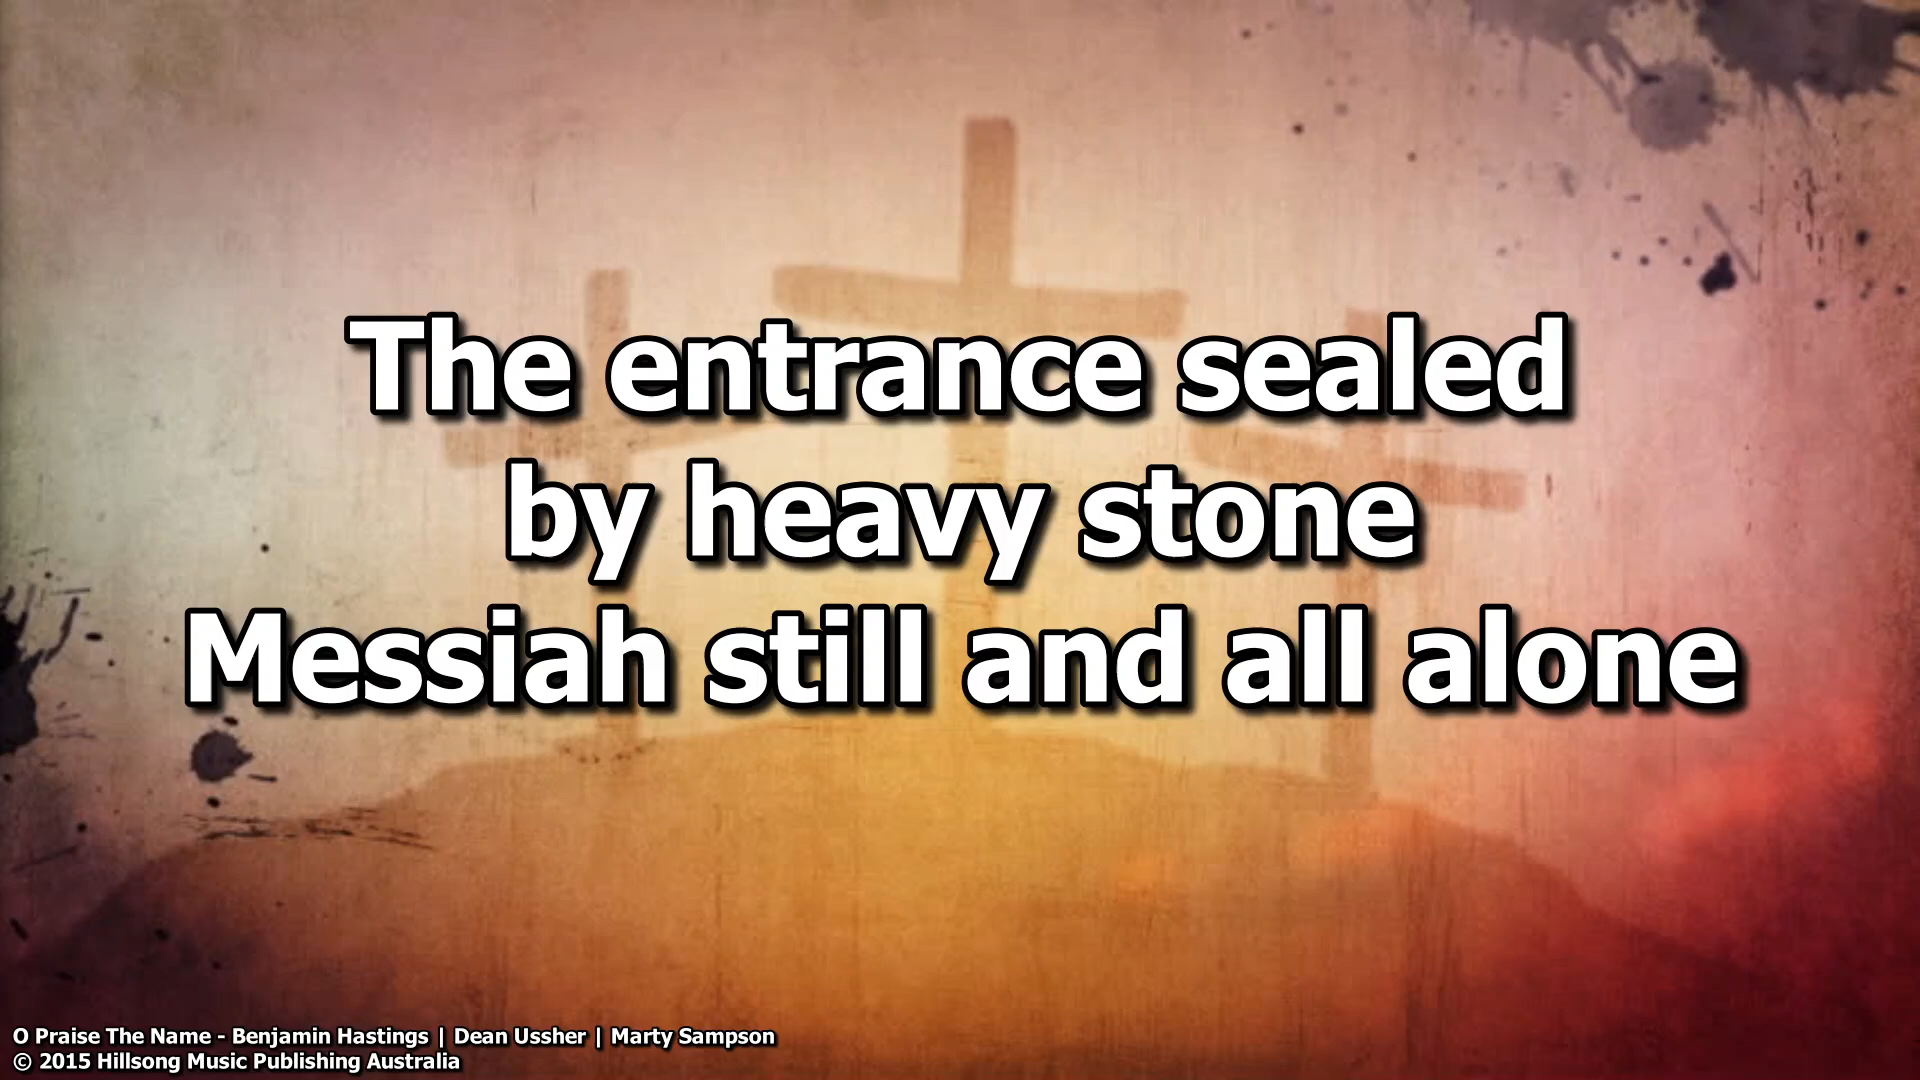 The entrance sealed
by heavy stone
Messiah still and all alone
O Praise The Name - Benjamin Hastings | Dean Ussher | Marty Sampson
© 2015 Hillsong Music Publishing Australia